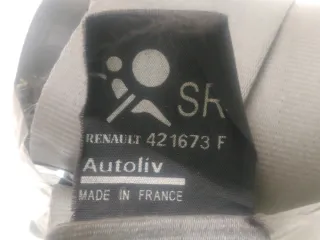 SR
RENAULT 421673 F
Autoliv
MADE IN FRANCE